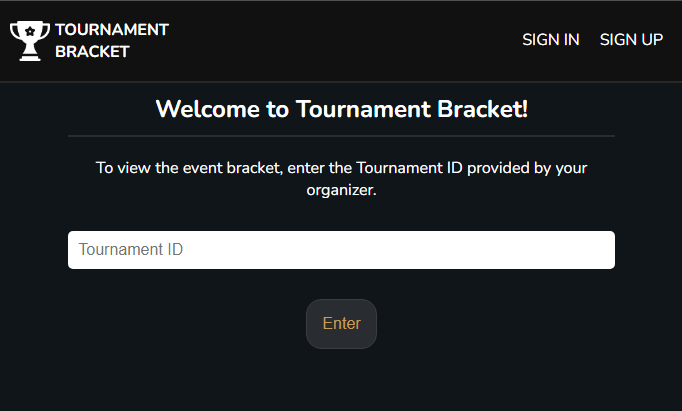 TOURNAMENT
BRACKET
SIGN IN
SIGN UP
Welcome to Tournament Bracket!
To view the event bracket, enter the Tournament ID provided by your
organizer.
Tournament ID
Enter